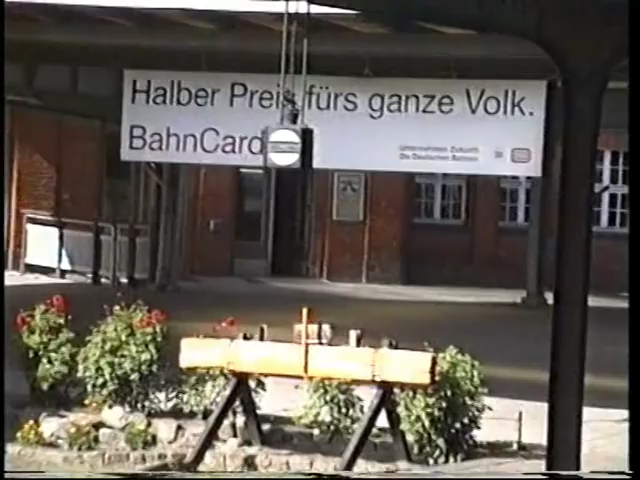 Halber Preis fürs ganze Volk.
BahnCard
Unternehmen Zukunft
Die Deutschen Bahnen